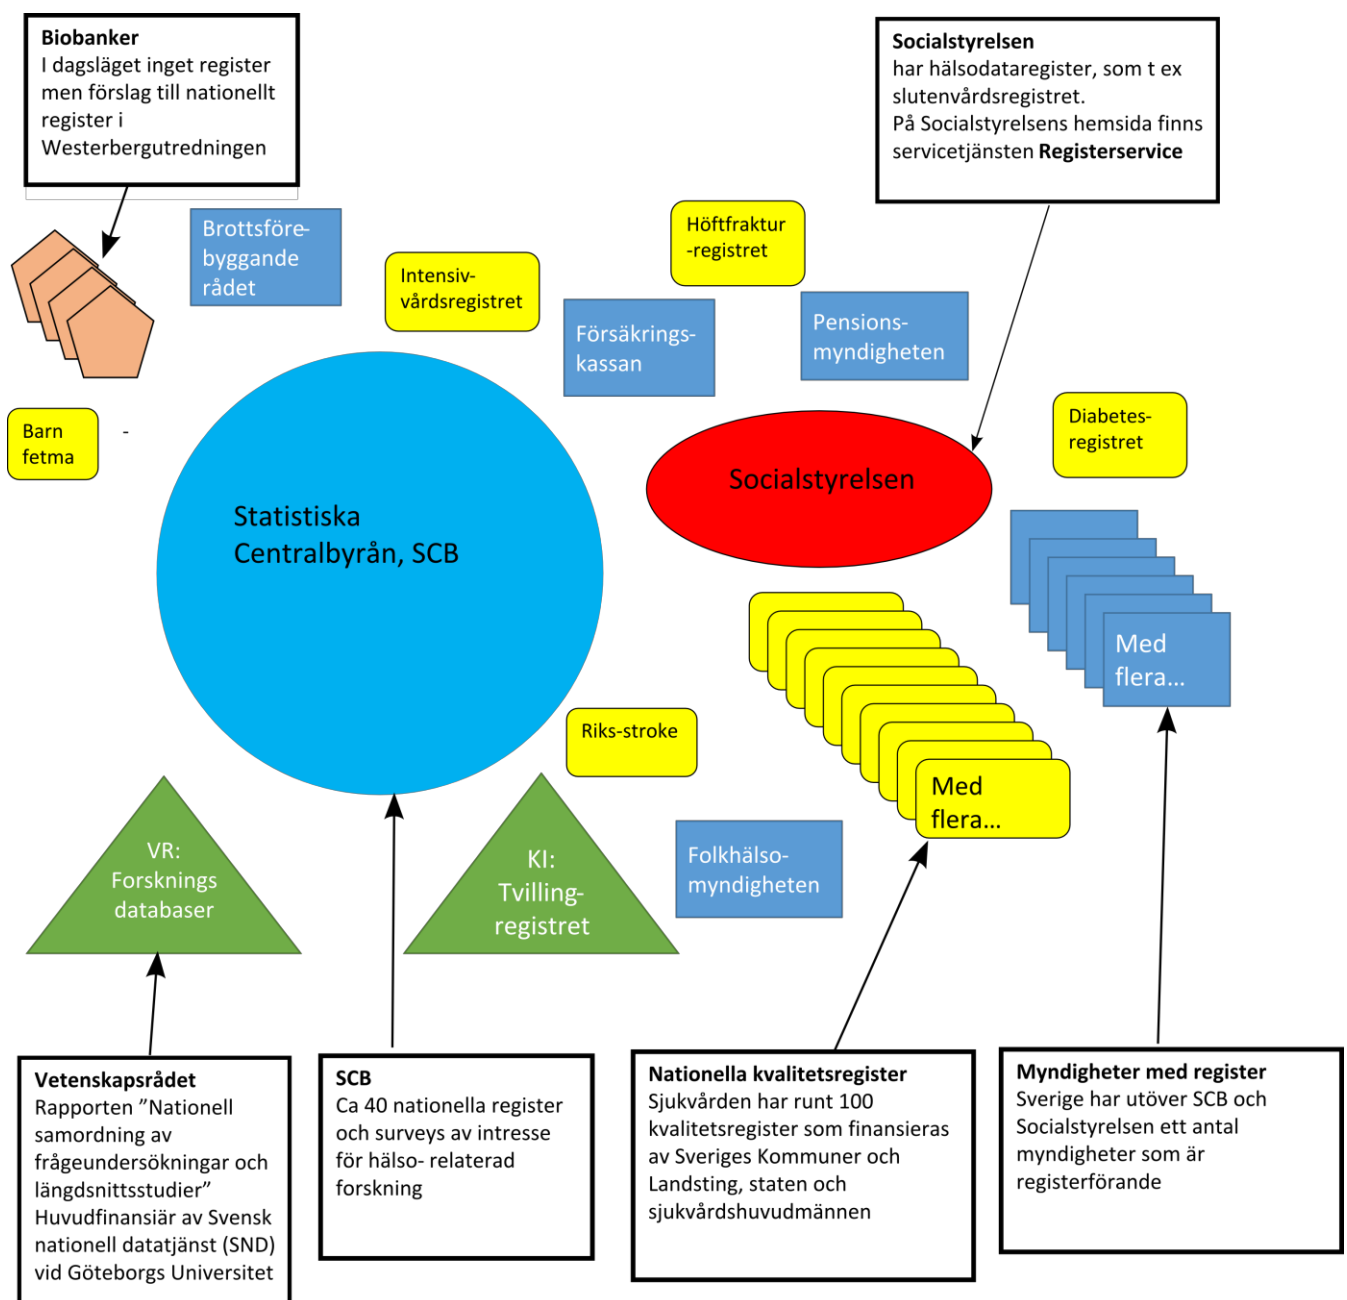 Biobanker
I dagsläget inget register
men förslag till nationellt
register i
Westerbergutredningen
Socialstyrelsen
har hälsodataregister, som t ex
slutenvårdsregistret.
På Socialstyrelsens hemsida finns
servicetjänsten Registerservice
Brottsföre-
byggande
rådet
Intensiv-
vårdsregistret
Höftfraktur
-registret
Försäkrings-
kassan
Pensions-
myndigheten
Barn
fetma
-
Diabetes-
registret
Statistiska
Centralbyrån, SCB
Socialstyrelsen
Med
flera...
Riks-stroke
Med
flera...
VR:
Forsknings
databaser
KI:
Tvilling-
registret
Folkhälso-
myndigheten
Vetenskapsrådet
Rapporten ”Nationell
samordning av
frågeundersökningar och
längdsnittsstudier”
Huvudfinansiär av Svensk
nationell datatjänst (SND)
vid Göteborgs Universitet
SCB
Ca 40 nationella register
och surveys av intresse
för hälso- relaterad
forskning
Nationella kvalitetsregister
Sjukvården har runt 100
kvalitetsregister som finansieras
av Sveriges Kommuner och
Landsting, staten och
sjukvårdshuvudmännen
Myndigheter med register
Sverige har utöver SCB och
Socialstyrelsen ett antal
myndigheter som är
registerförande